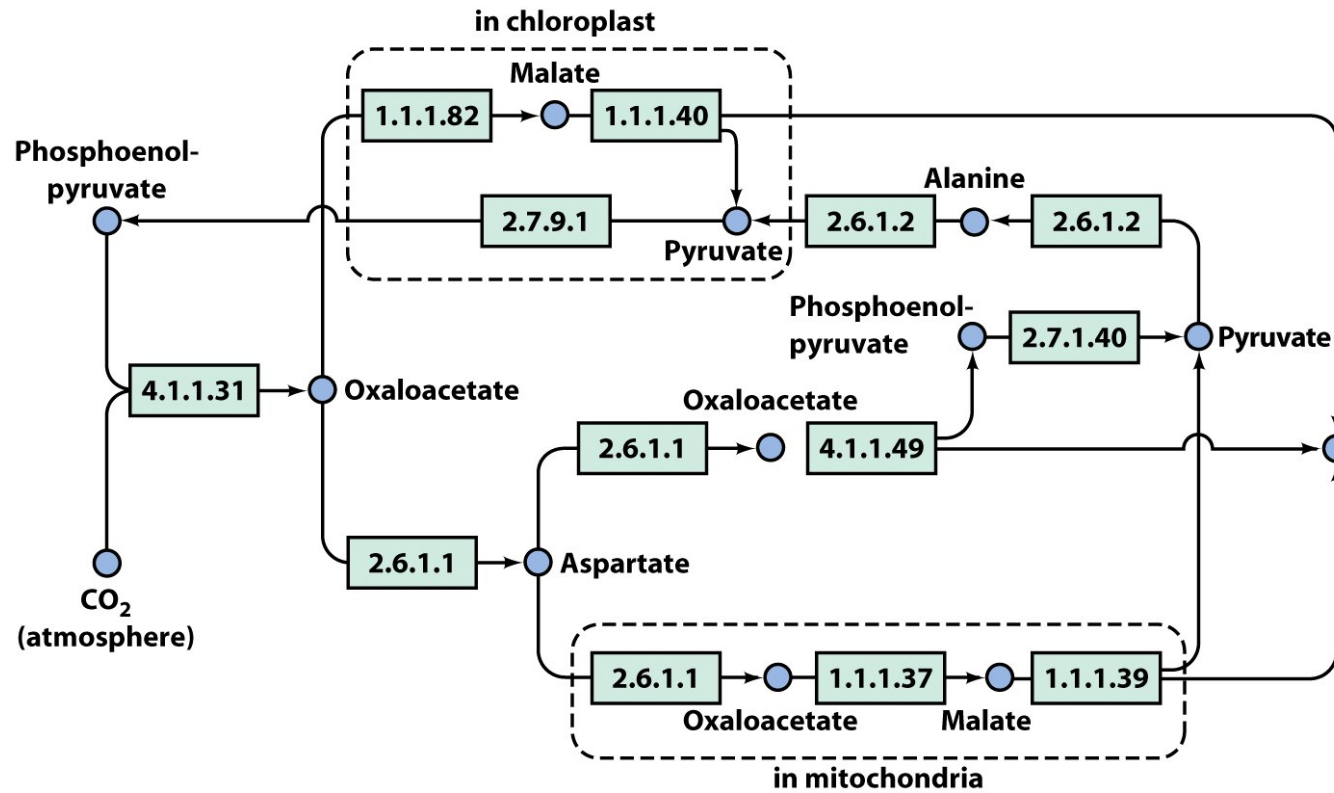 in chloroplast
Malate
1.1.1.82
1.1.1.40
Phosphoenol-
pyruvate
Alanine
2.7.9.1
2.6.1.2
2.6.1.2
Pyruvate
Phosphoenol-
pyruvate
2.7.1.40
Pyruvate
4.1.1.31
Oxaloacetate
Oxaloacetate
2.6.1.1
4.1.1.49
2.6.1.1
Aspartate
CO₂
(atmosphere)
2.6.1.1
1.1.1.37
1.1.1.39
Oxaloacetate
Malate
in mitochondria